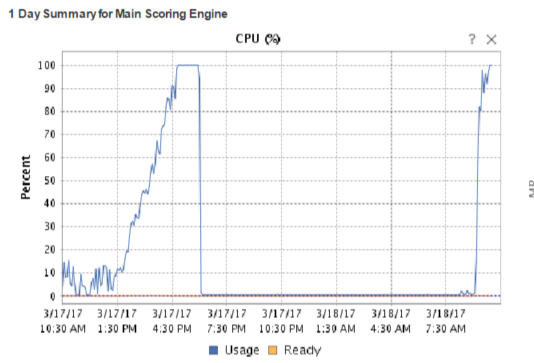 1 Day Summary for Main Scoring Engine
CPU (%)
? ×
100
90
80
70
60
50
40
30
20
10
0
Percent
3/17/17 3/17/17 3/17/17 3/17/17 3/17/17 3/18/17 3/18/17 3/18/17
10:30 AM 1:30 PM 4:30 PM 7:30 PM 10:30 PM 1:30 AM 4:30 AM 7:30 AM
Usage Ready